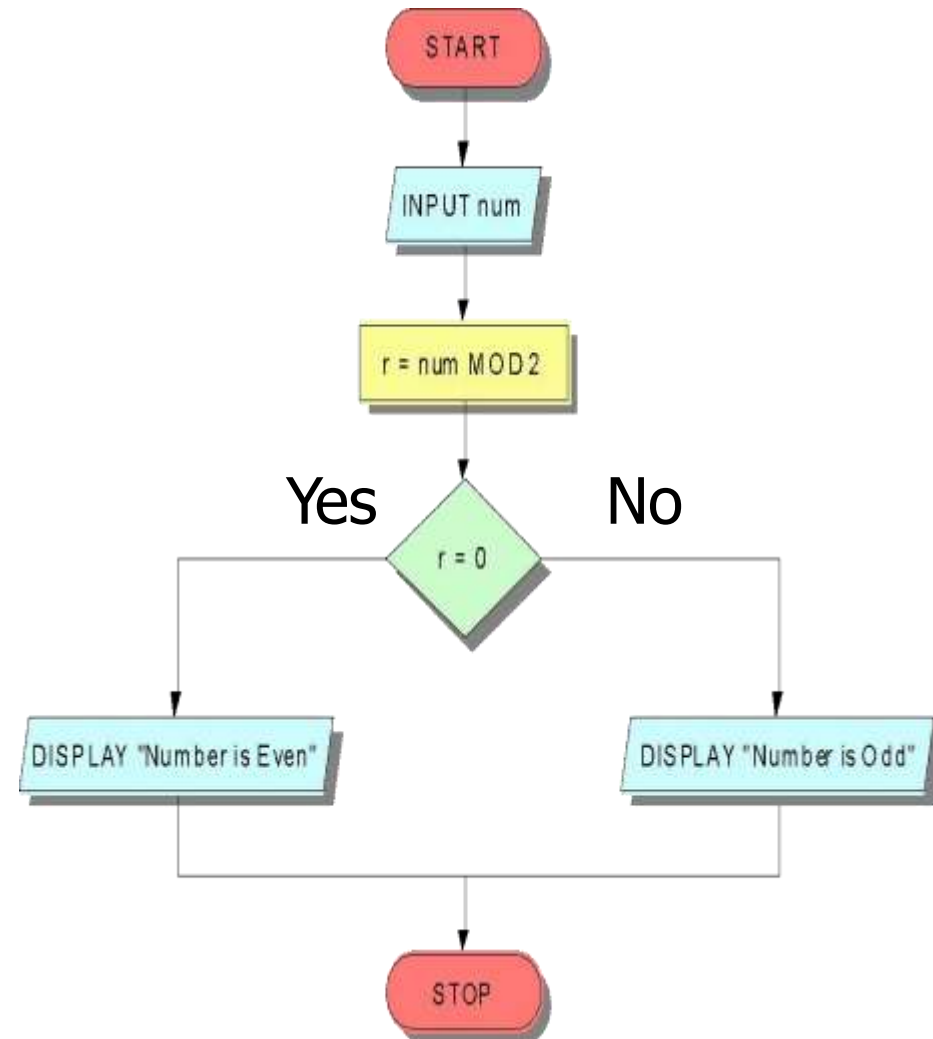 START
INPUT num
r = num MOD2
Yes
No
r = 0
DISPLAY "Number is Even"
DISPLAY "Number is Odd"
STOP